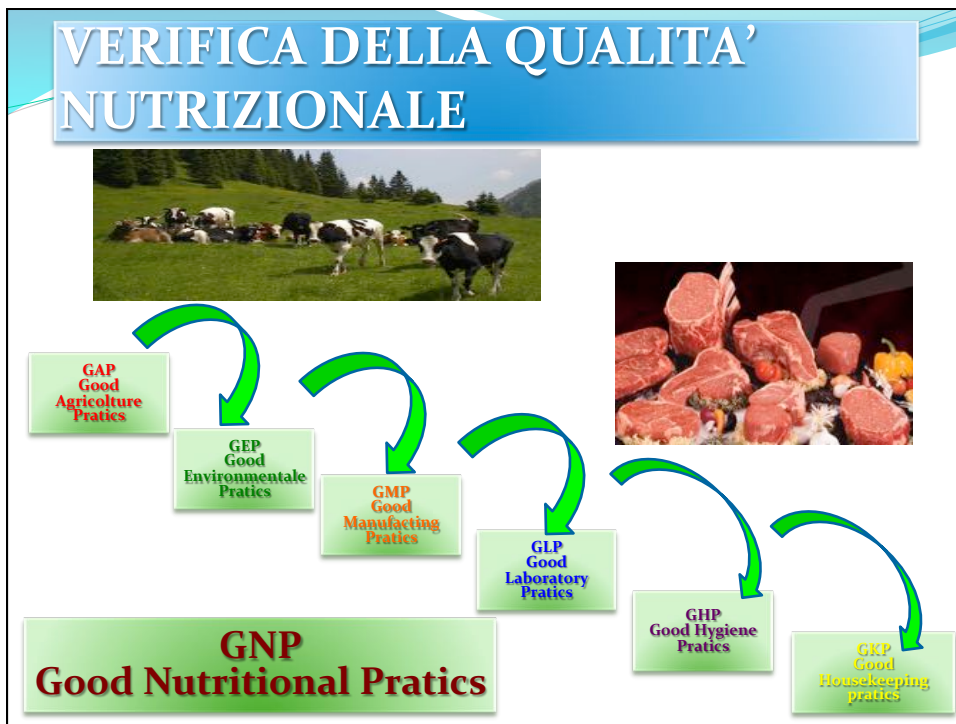 VERIFICA DELLA QUALITA’
NUTRIZIONALE
GAP
Good
Agricolture
Pratics
GEP
Good
Environmentale
Pratics
GMP
Good
Manufacting
Pratics
GLP
Good
Laboratory
Pratics
GHP
Good Hygiene
Pratics
GKP
Good
Housekeeping
pratics
GNP
Good Nutritional Pratics